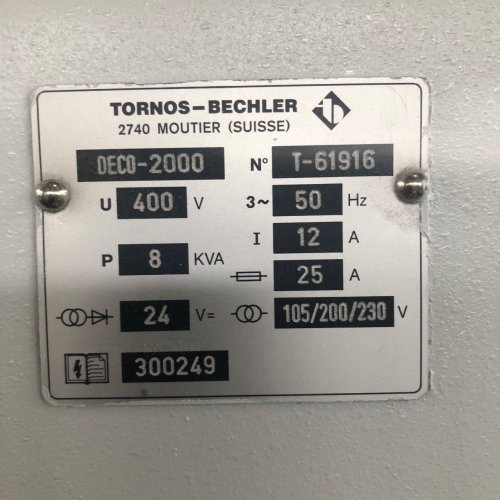 TORNOS-BECHLER
2740 MOUTIER (SUISSE)
DECO-2000 N° T-61916
U 400 V 3~ 50 Hz
I 12 A
P 8 KVA
25 A
24 V= 105/200/230 V
300249